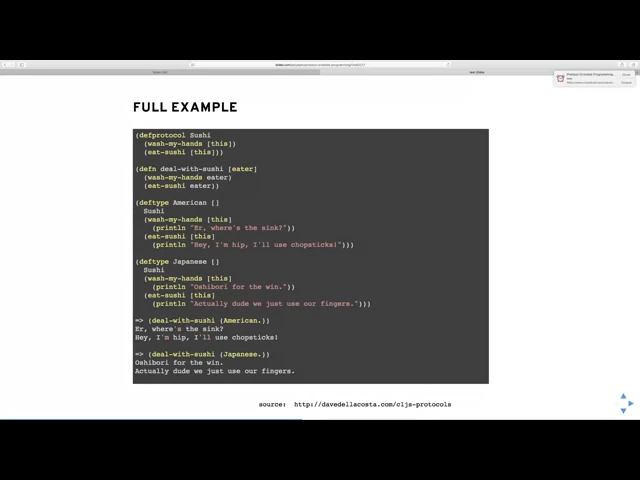 FULL EXAMPLE
(defprotocol Sushi
(wash-my-hands [this])
(eat-sushi [this]))
(defn deal-with-sushi [eater]
(wash-my-hands eater)
(eat-sushi eater))
(deftype American []
Sushi
(wash-my-hands [this]
(println "Er, where's the sink?"))
(eat-sushi [this]
(println "Hey, I'm hip, I'll use chopsticks!")))
(deftype Japanese []
Sushi
(wash-my-hands [this]
(println "Oshibori for the win."))
(eat-sushi [this]
(println "Actually dude we just use our fingers.")))
=> (deal-with-sushi (American.))
Er, where's the sink?
Hey, I'm hip, I'll use chopsticks!
=> (deal-with-sushi (Japanese.))
Oshibori for the win.
Actually dude we just use our fingers.
source: http://davedellacosta.com/cljs-protocols